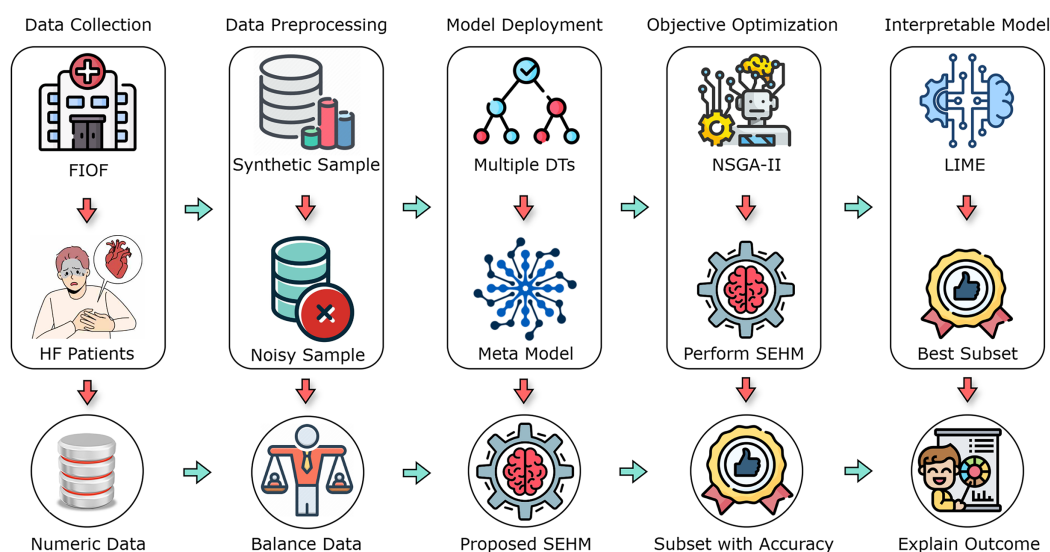 Data Collection
Data Preprocessing
Model Deployment
Objective Optimization
Interpretable Model
FIOF
Synthetic Sample
Multiple DTs
NSGA-II
LIME
HF Patients
Noisy Sample
Meta Model
Perform SEHM
Best Subset
Numeric Data
Balance Data
Proposed SEHM
Subset with Accuracy
Explain Outcome